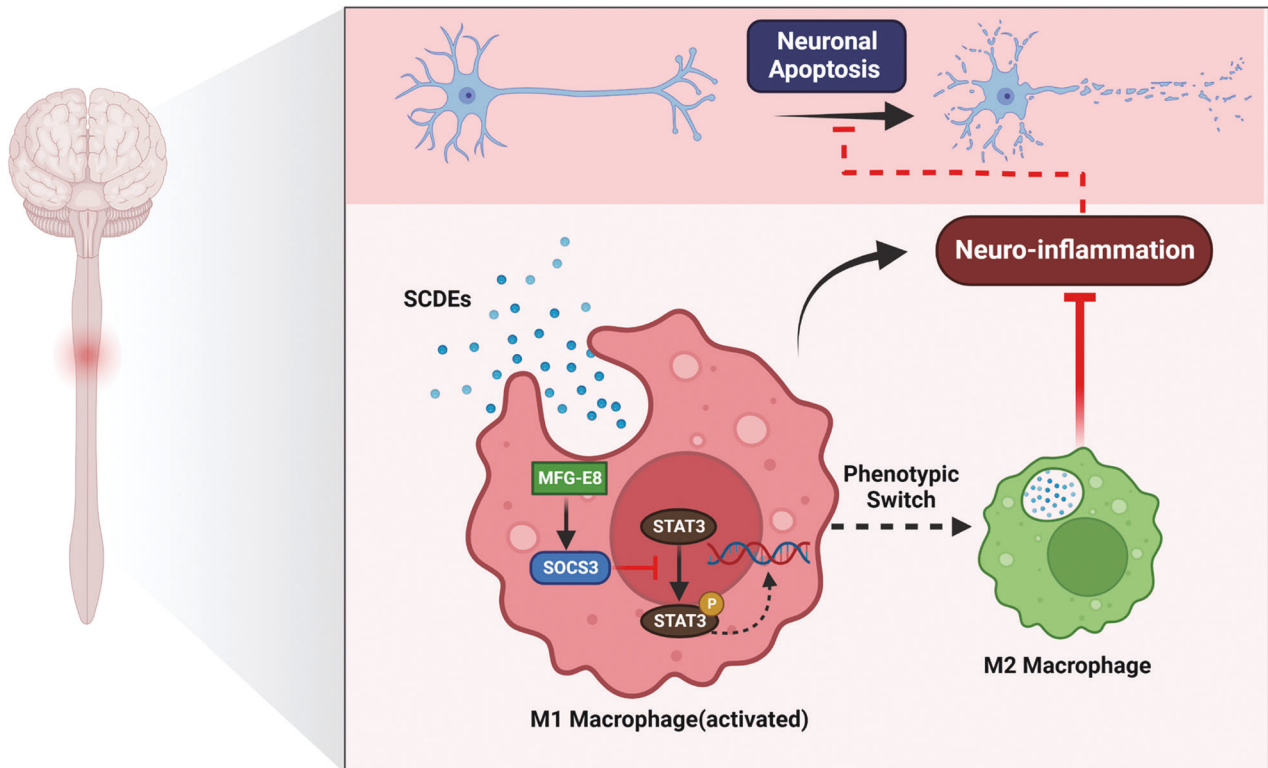 Neuronal
Apoptosis
Neuro-inflammation
SCDEs
MFG-E8
SOCS3
STAT3
STAT3
P
Phenotypic
Switch
M2 Macrophage
M1 Macrophage(activated)